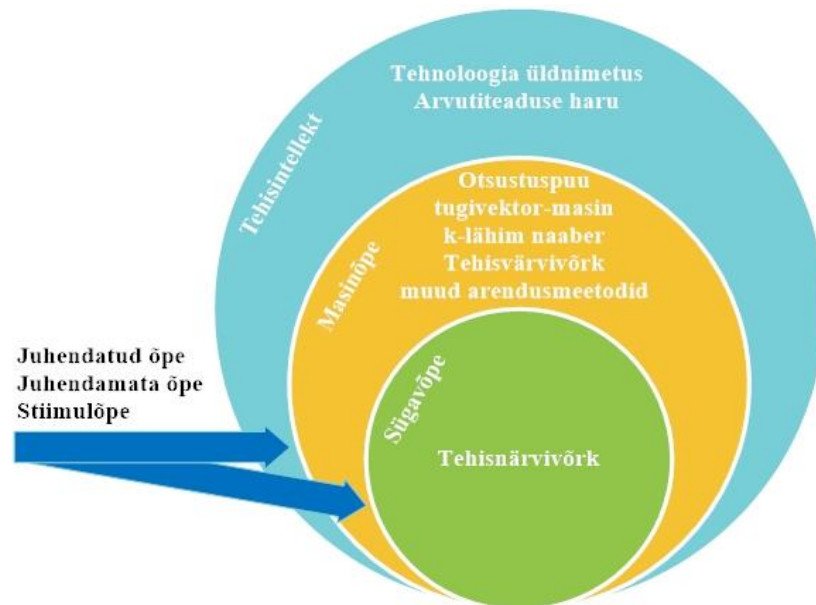 Tehnoloogia üldnimetus
Arvutiteaduse haru
Tehisintellekt
Otsustuspuu
tugivektor-masin
k-lähim naaber
Tehisvärvivõrk
muud arendusmeetodid
Masinõpe
Juhendatud õpe
Juhendamata õpe
Stiimulõpe
Sügavõpe
Tehisnärvivõrk